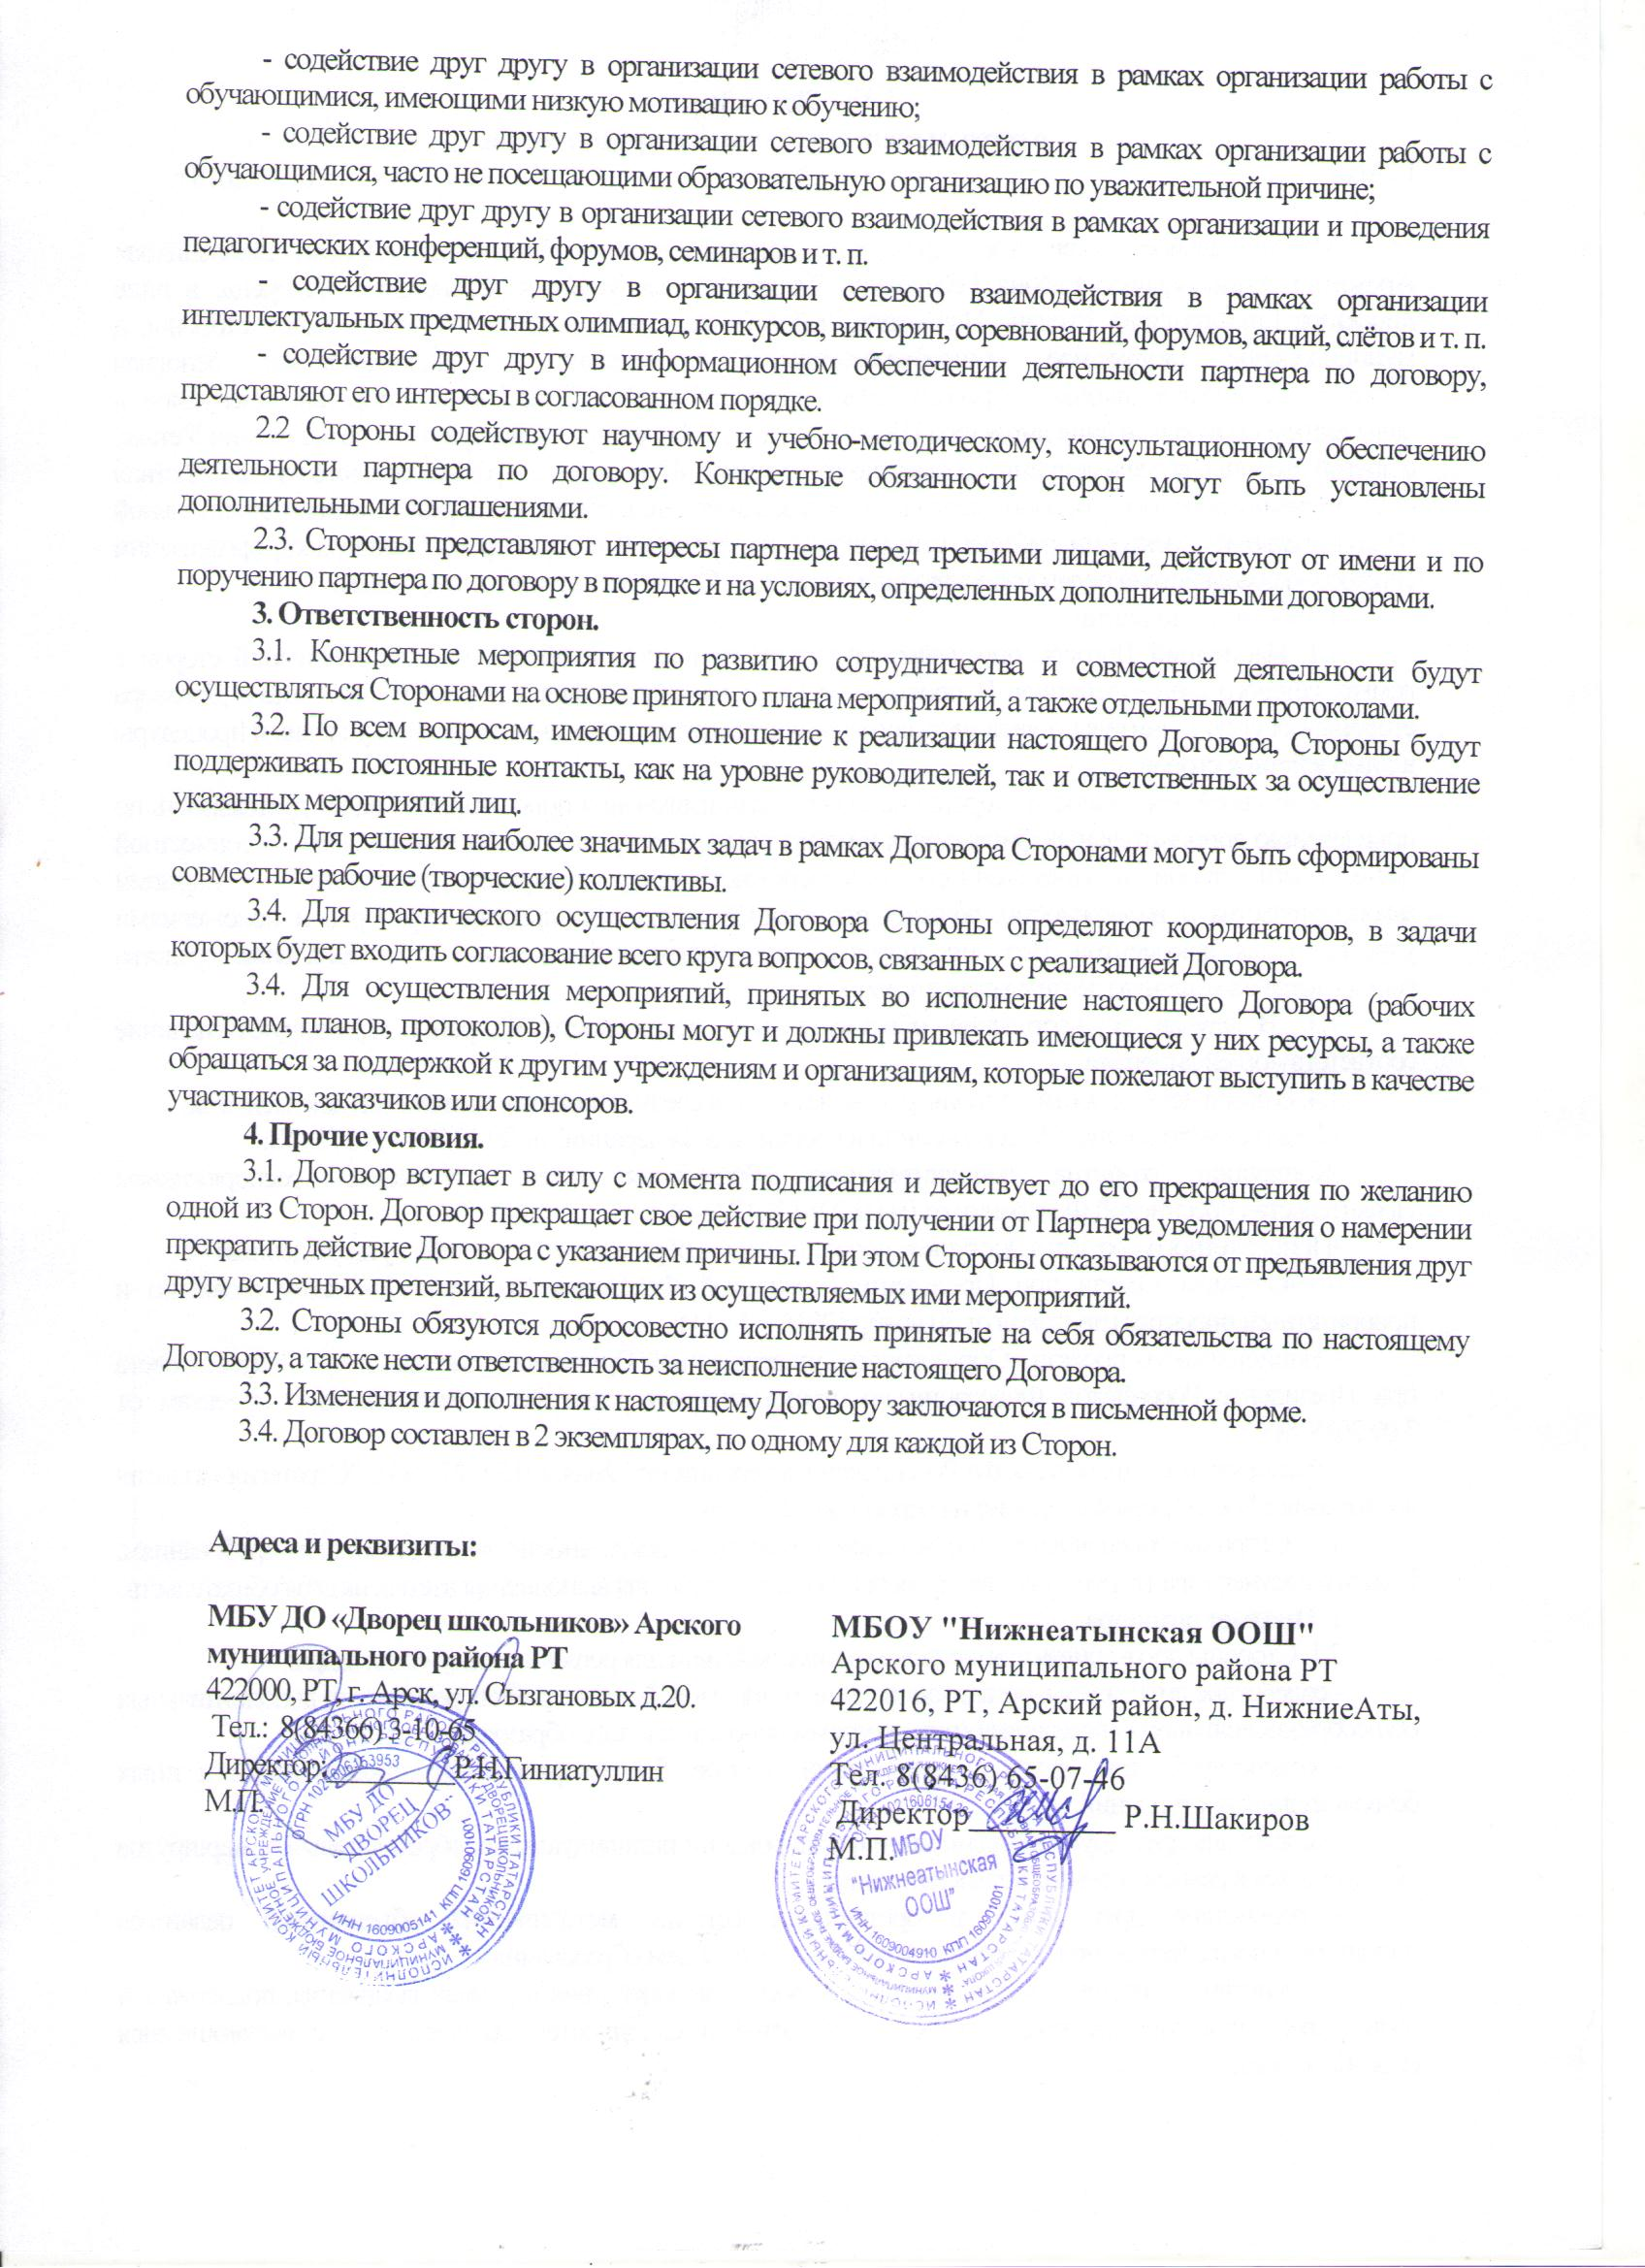 - содействие друг другу в организации сетевого взаимодействия в рамках организации работы с
обучающимися, имеющими низкую мотивацию к обучению;
- содействие друг другу в организации сетевого взаимодействия в рамках организации работы с
обучающимися, часто не посещающими образовательную организацию по уважительной причине;
- содействие друг другу в организации сетевого взаимодействия в рамках организации и проведения
педагогических конференций, форумов, семинаров и т. п.
- содействие друг другу в организации сетевого взаимодействия в рамках организации
интеллектуальных предметных олимпиад, конкурсов, викторин, соревнований, форумов, акций, слётов и т. п.
- содействие друг другу в информационном обеспечении деятельности партнера по договору,
представляют его интересы в согласованном порядке.
2.2 Стороны содействуют научному и учебно-методическому, консультационному обеспечению
деятельности партнера по договору. Конкретные обязанности сторон могут быть установлены
дополнительными соглашениями.
2.3. Стороны представляют интересы партнера перед третьими лицами, действуют от имени и по
поручению партнера по договору в порядке и на условиях, определенных дополнительными договорами.
3. Ответственность сторон.
3.1. Конкретные мероприятия по развитию сотрудничества и совместной деятельности будут
осуществляться Сторонами на основе принятого плана мероприятий, а также отдельными протоколами.
3.2. По всем вопросам, имеющим отношение к реализации настоящего Договора, Стороны будут
поддерживать постоянные контакты, как на уровне руководителей, так и ответственных за осуществление
указанных мероприятий лиц.
3.3. Для решения наиболее значимых задач в рамках Договора Сторонами могут быть сформированы
совместные рабочие (творческие) коллективы.
3.4. Для практического осуществления Договора Стороны определяют координаторов, в задачи
которых будет входить согласование всего круга вопросов, связанных с реализацией Договора.
3.4. Для осуществления мероприятий, принятых во исполнение настоящего Договора (рабочих
программ, планов, протоколов), Стороны могут и должны привлекать имеющиеся у них ресурсы, а также
обращаться за поддержкой к другим учреждениям и организациям, которые пожелают выступить в качестве
участников, заказчиков или спонсоров.
4. Прочие условия.
3.1. Договор вступает в силу с момента подписания и действует до его прекращения по желанию
одной из Сторон. Договор прекращает свое действие при получении от Партнера уведомления о намерении
прекратить действие Договора с указанием причины. При этом Стороны отказываются от предъявления друг
другу встречных претензий, вытекающих из осуществляемых ими мероприятий.
3.2. Стороны обязуются добросовестно исполнять принятые на себя обязательства по настоящему
Договору, а также нести ответственность за неисполнение настоящего Договора.
3.3. Изменения и дополнения к настоящему Договору заключаются в письменной форме.
3.4. Договор составлен в 2 экземплярах, по одному для каждой из Сторон.
Адреса и реквизиты:
МБУ ДО «Дворец школьников» Арского
муниципального района РТ
422000, РТ, г. Арск, ул. Сызгановых д.20.
Тел.: 8(84366) 3-10-65
Директор:__________Р.Н.Гиниатуллин
М.П.
МБУ ДО
"ДВОРЕЦ
ШКОЛЬНИКОВ"
ИНН 1609005141 КПП 160901001
МБОУ "Нижнеатынская ООШ"
Арского муниципального района РТ
422016, РТ, Арский район, д. НижниеАты,
ул. Центральная, д. 11А
Тел. 8(8436) 65-07-46
Директор__________ Р.Н.Шакиров
М.П.
МБОУ
"Нижнеатынская
ООШ"
ИНН 1609004910 КПП 160901001